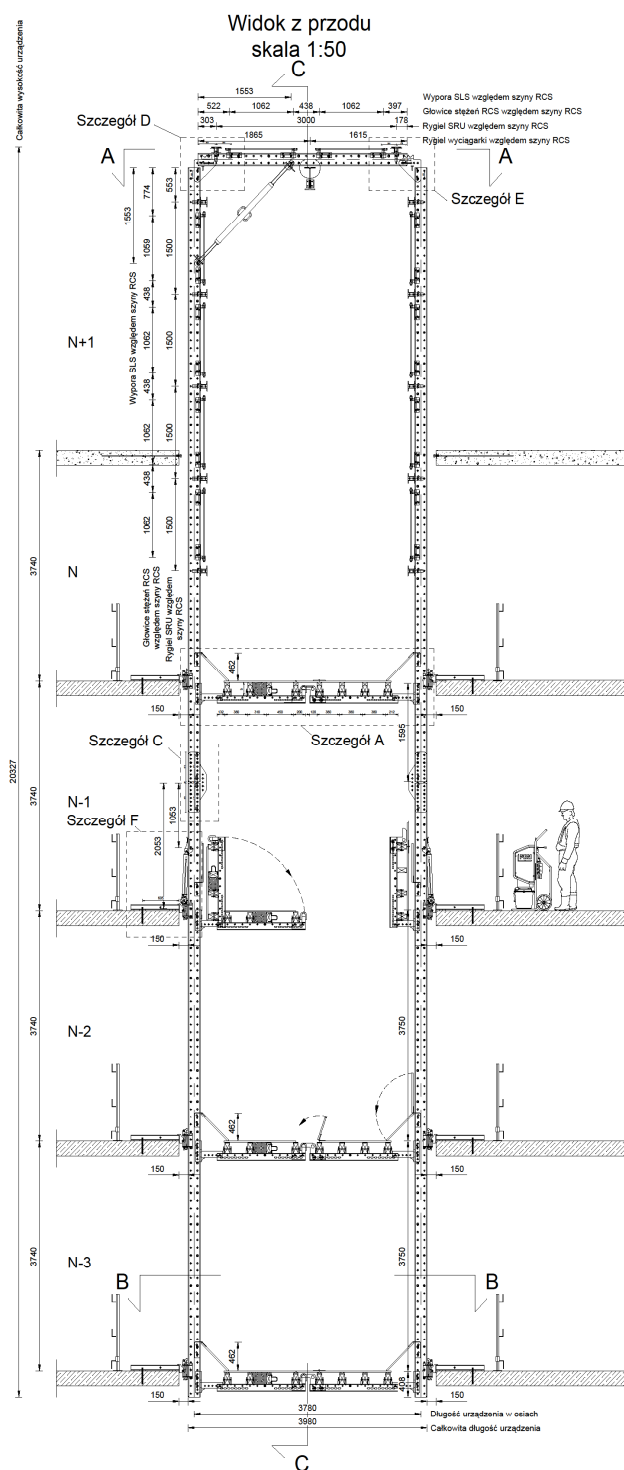 Widok z przodu
skala 1:50
C
Całkowita wysokość urządzenia
1553
522 1062 438 1062 397
303 3000 178
1865 1615
Wypora SLS względem szyny RCS
Głowice stężeń RCS względem szyny RCS
Rygiel SRU względem szyny RCS
Rygiel wyciągarki względem szyny RCS
Szczegół D
A A
Szczegół E
1553
774
553
1059
1500
438
Wypora SLS względem szyny RCS
N+1
1062
1500
438
1500
1062
438
1500
1062
Głowice stężeń RCS
względem szyny RCS
Rygiel SRU względem
szyny RCS
3740
N
462
150 150
Szczegół C
Szczegół A
1595
20327
3740
N-1
Szczegół F
1053
2053
150 150
3740
N-2
3750
462
150 150
3740
N-3
3750
B B
462
408
150 150
3780
Długość urządzenia w osiach
3980
Całkowita długość urządzenia
C